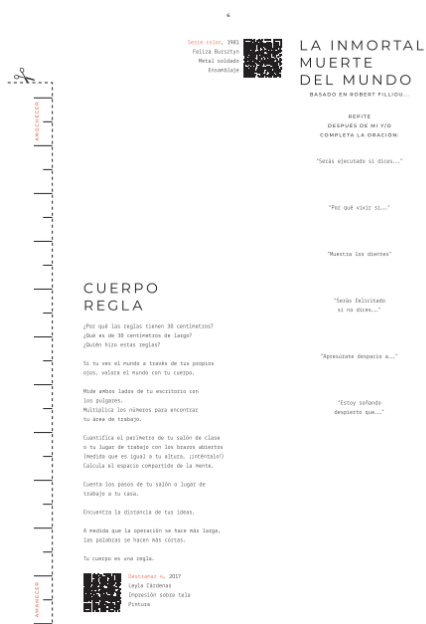 6
Serie color, 1981
Feliza Bursztyn
Metal soldado
Ensamblaje
LA INMORTAL
MUERTE
DEL MUNDO
BASADO EN ROBERT FILLIOU...
REPITE
DESPUÉS DE MI Y/O
COMPLETA LA ORACIÓN:
"Serás ejecutado si dices……"
"Por qué vivir si……"
"Muestra los dientes"
"Serás felicitado
si no dices……"
"Apresúrate despacio a……"
"Estoy soñando
despierto que……"
ANOCHECER
CUERPO
REGLA
¿Por qué las reglas tienen 30 centímetros?
¿Qué es de 30 centímetros de largo?
¿Quién hizo estas reglas?
Si tu ves el mundo a través de tus propios
ojos, valora el mundo con tu cuerpo.
Mide ambos lados de tu escritorio con
los pulgares.
Multiplica los números para encontrar
tu área de trabajo.
Cuantifica el perímetro de tu salón de clase
o tu lugar de trabajo con los brazos abiertos
(medida que es igual a tu altura, ¡inténtalo!)
Calcula el espacio compartido de la mente.
Cuenta los pasos de tu salón o lugar de
trabajo a tu casa.
Encuentra la distancia de tus ideas.
A medida que la operación se hace más larga,
las palabras se hacen más cortas.
Tu cuerpo es una regla.
AMANECER
Destramar 4, 2017
Leyla Cárdenas
Impresión sobre tela
Pintura